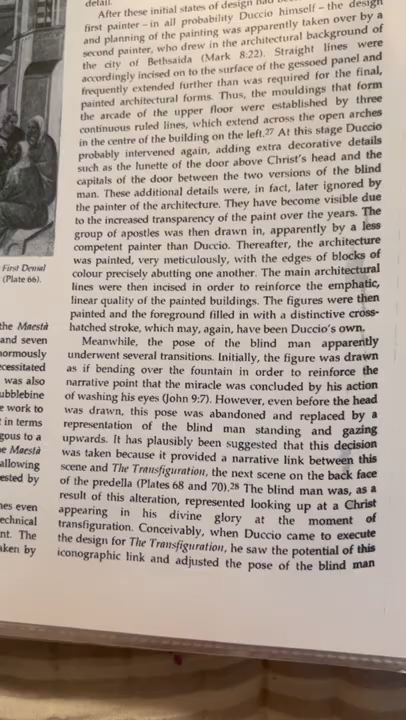 detail.
After these initial states of design had
first painter – in all probability Duccio himself – the design
and planning of the painting was apparently taken over by a
second painter, who drew in the architectural background of
the city of Bethsaida (Mark 8:22). Straight lines were
accordingly incised on to the surface of the gessoed panel and
frequently extended further than was required for the final,
painted architectural forms. Thus, the mouldings that form
the arcade of the upper floor were established by three
continuous ruled lines, which extend across the open arches
in the centre of the building on the left.27 At this stage Duccio
probably intervened again, adding extra decorative details
such as the lunette of the door above Christ's head and the
capitals of the door between the two versions of the blind
man. These additional details were, in fact, later ignored by
the painter of the architecture. They have become visible due
to the increased transparency of the paint over the years. The
group of apostles was then drawn in, apparently by a less
competent painter than Duccio. Thereafter, the architecture
was painted, very meticulously, with the edges of blocks of
colour precisely abutting one another. The main architectural
lines were then incised in order to reinforce the emphatic,
linear quality of the painted buildings. The figures were then
painted and the foreground filled in with a distinctive cross-
hatched stroke, which may, again, have been Duccio's own.
Meanwhile, the pose of the blind man apparently
underwent several transitions. Initially, the figure was drawn
as if bending over the fountain in order to reinforce the
narrative point that the miracle was concluded by his action
of washing his eyes (John 9:7). However, even before the head
was drawn, this pose was abandoned and replaced by a
representation of the blind man standing and gazing
upwards. It has plausibly been suggested that this decision
was taken because it provided a narrative link between this
scene and The Transfiguration, the next scene on the back face
of the predella (Plates 68 and 70).28 The blind man was, as a
result of this alteration, represented looking up at a Christ
appearing in his divine glory at the moment of
transfiguration. Conceivably, when Duccio came to execute
the design for The Transfiguration, he saw the potential of this
iconographic link and adjusted the pose of the blind man
First Denial
(Plate 66).
the Maestà
and seven
was also
e work to
in terms
gous to a
Maestà
allowing
ested by
even
nt. The
aken by